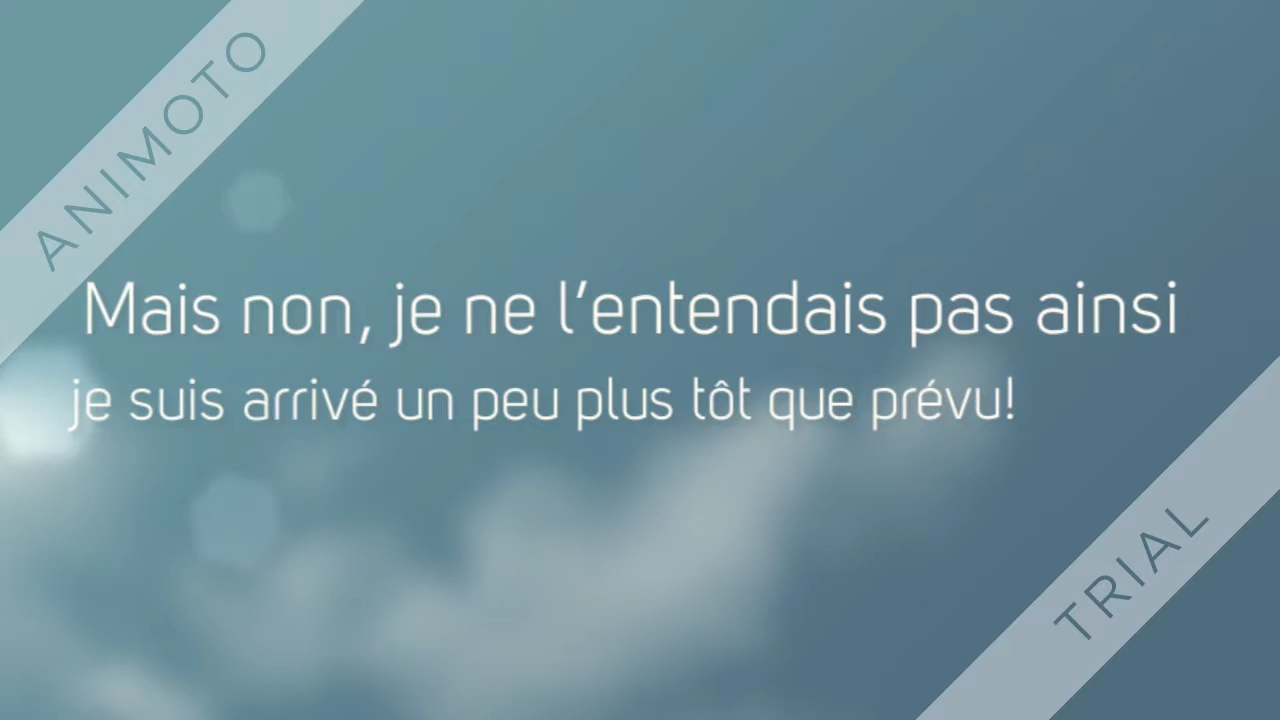 ANIMOTO
Mais non, je ne l’entendais pas ainsi
je suis arrivé un peu plus tôt que prévu!
TRIAL